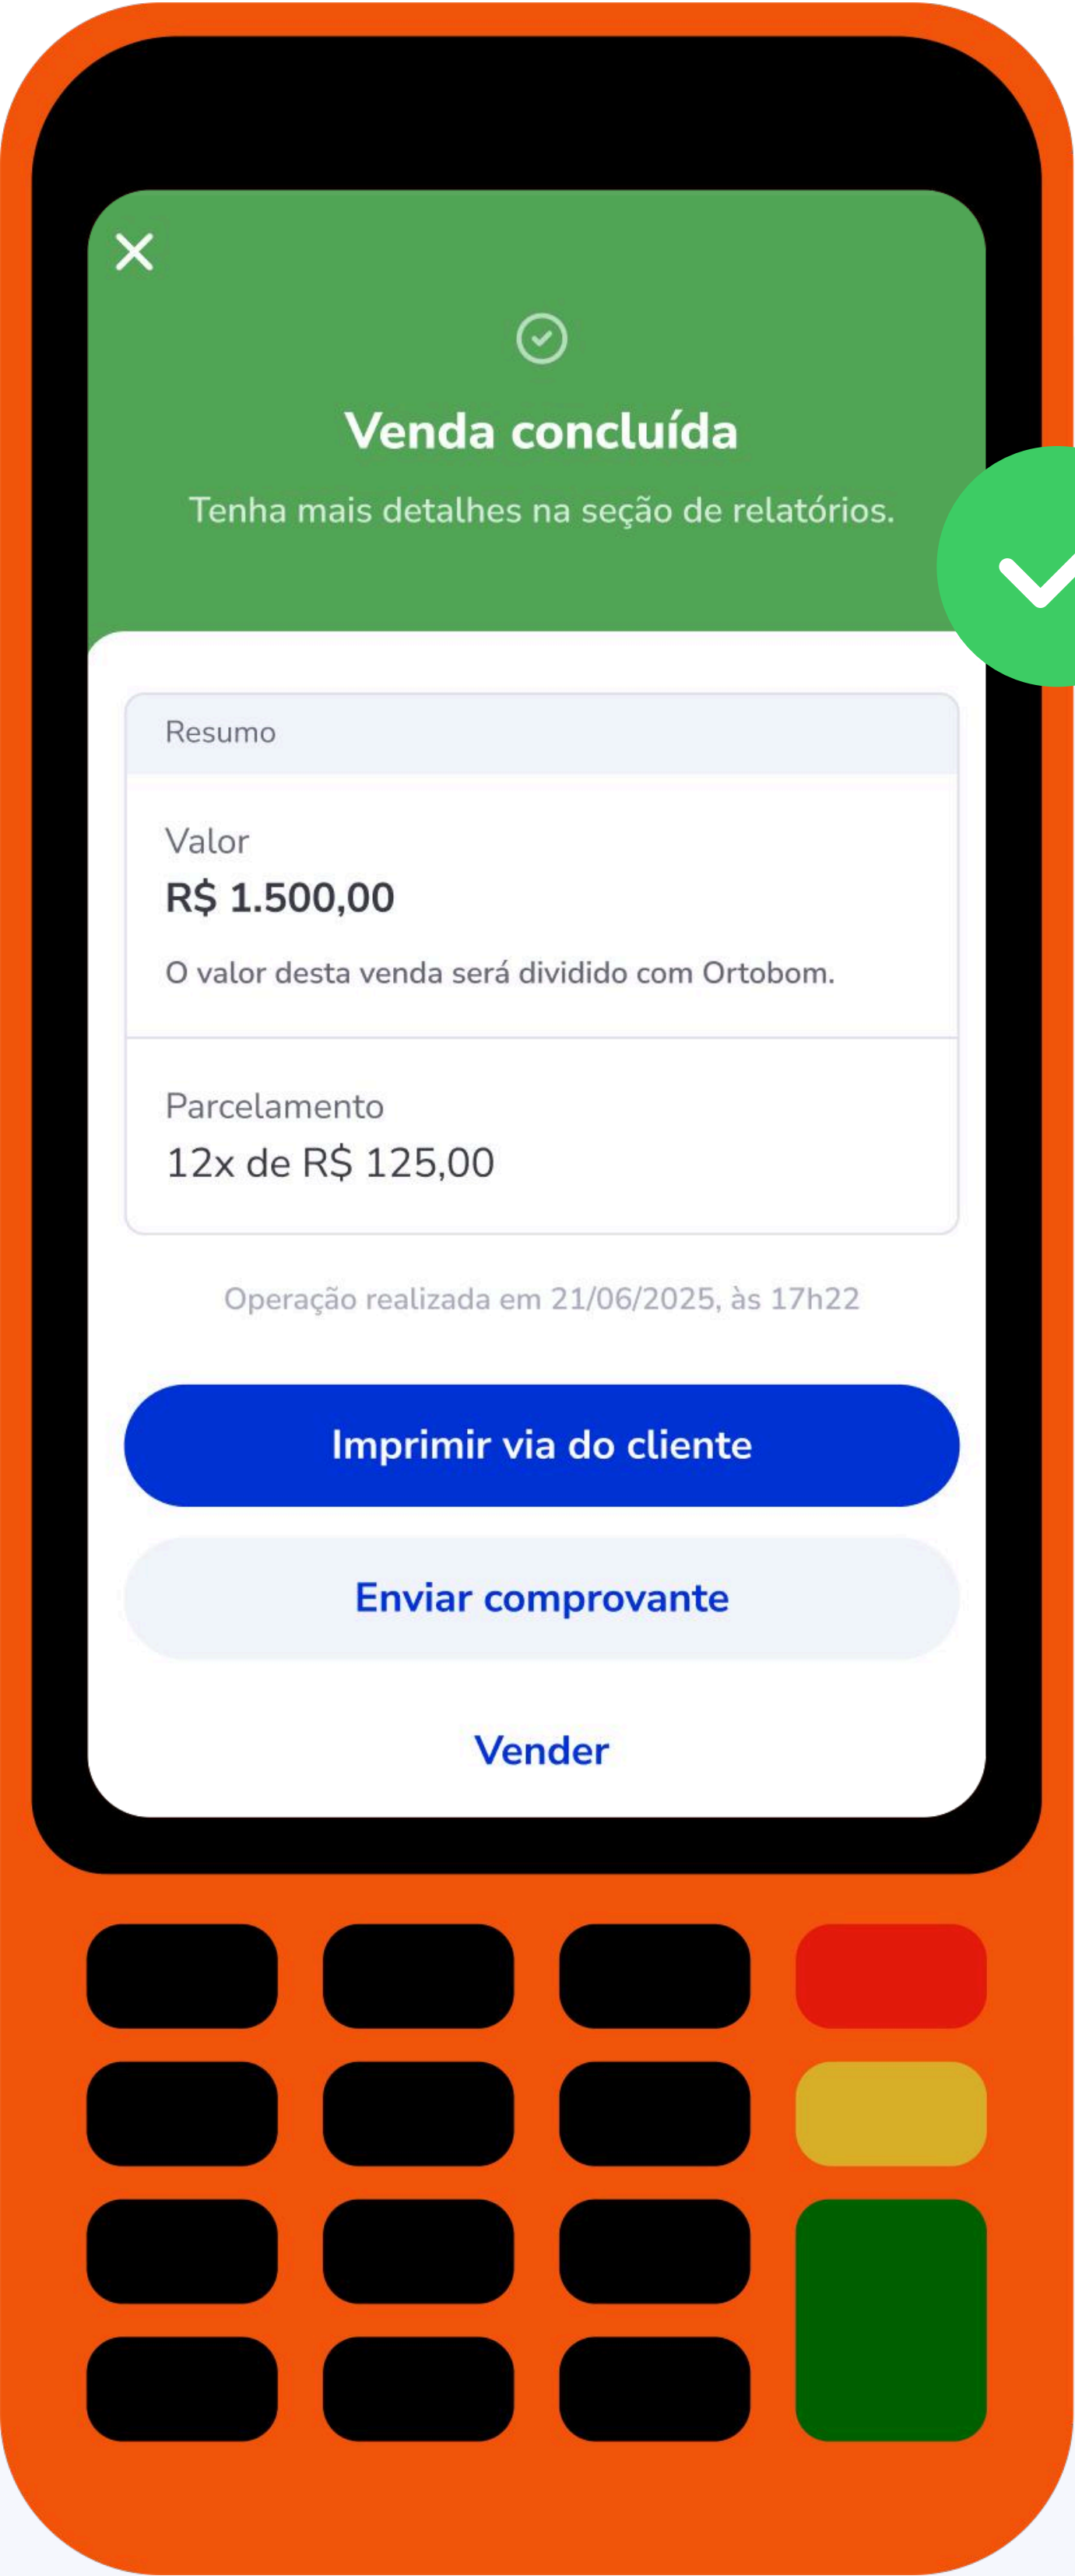 Venda concluída
Tenha mais detalhes na seção de relatórios.
Resumo
Valor
R$ 1.500,00
O valor desta venda será dividido com Ortobom.
Parcelamento
12x de R$ 125,00
Operação realizada em 21/06/2025, às 17h22
Imprimir via do cliente
Enviar comprovante
Vender